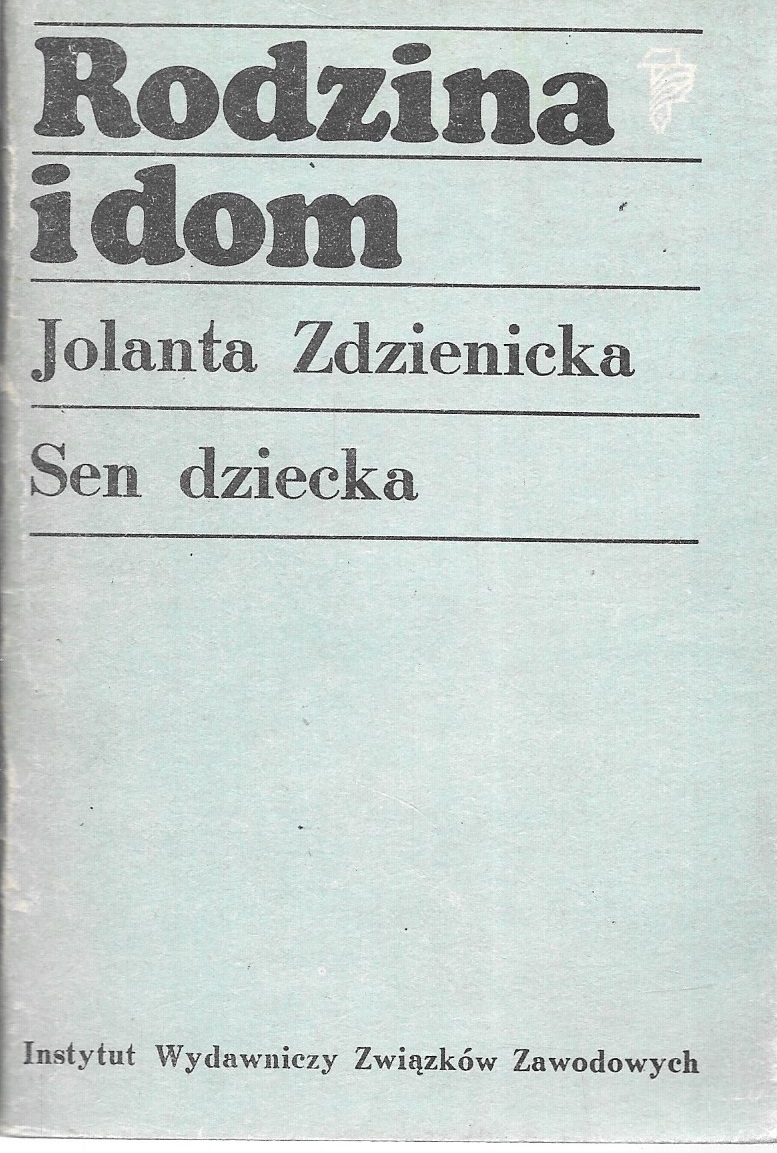 Rodzina
i dom
Jolanta Zdzienicka
Sen dziecka
Instytut Wydawniczy Związków Zawodowych